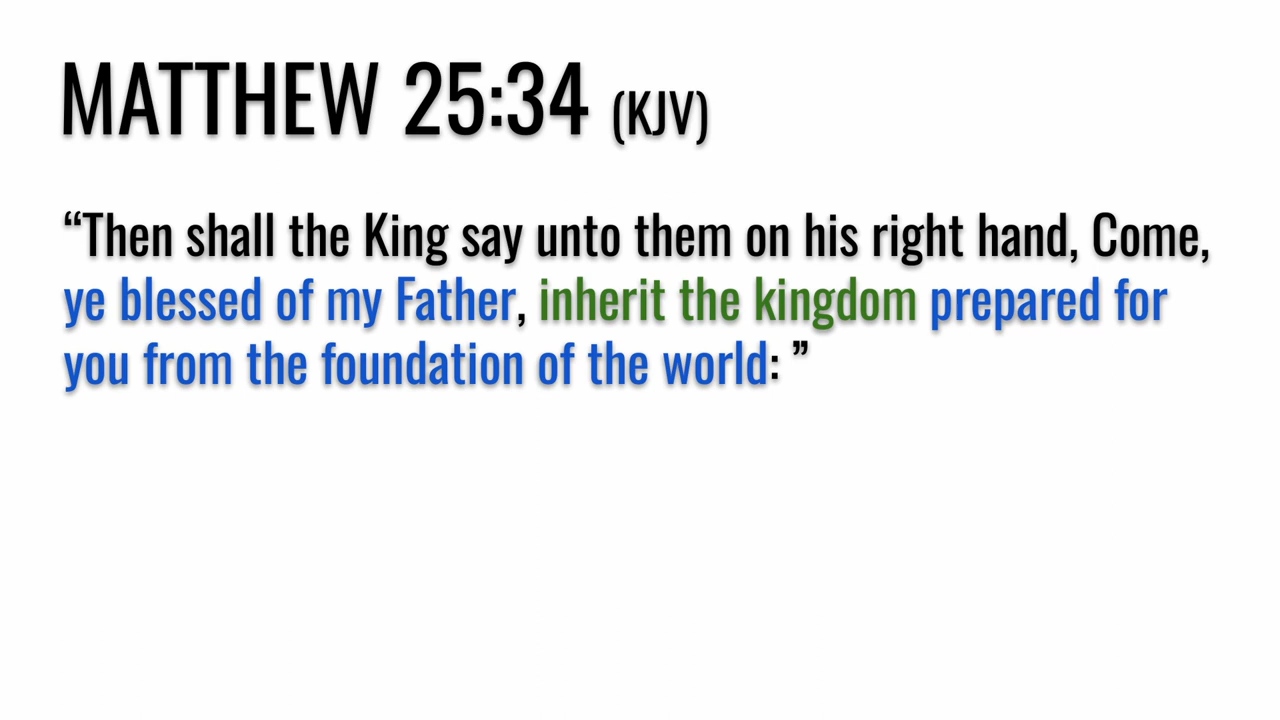 MATTHEW 25:34 (KJV)
“Then shall the King say unto them on his right hand, Come,
ye blessed of my Father, inherit the kingdom prepared for
you from the foundation of the world: ”